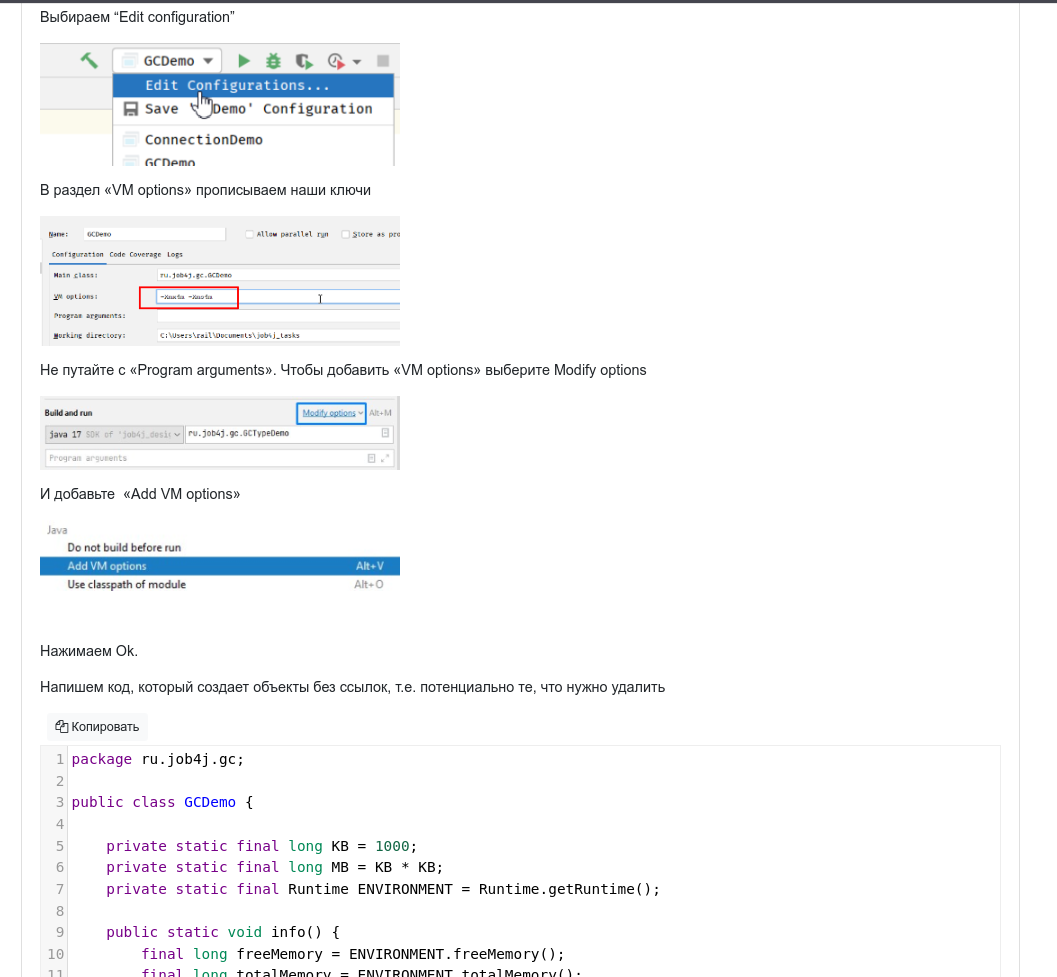 Выбираем “Edit configuration”
GCDemo
Edit Configurations...
Save Demo' Configuration
ConnectionDemo
GCDemo
В раздел «VM options» прописываем наши ключи
Name: GCDemo Allow parallel run Store as pro
Configuration Code Coverage Logs
Main class: ru.job4j.gc.GCDemo
VM options:
Program arguments:
Working directory: C:\Users\rail\Documents\job4j_tasks
Не путайте с «Program arguments». Чтобы добавить «VM options» выберите Modify options
Build and run Modify options Alt+M
java 17 SDK of 'job4j_desig ru.job4j.gc.GCTypeDemo
Program arguments
И добавьте «Add VM options»
Java
Do not build before run
Add VM options Alt+V
Use classpath of module Alt+O
Нажимаем Ok.
Напишем код, который создает объекты без ссылок, т.е. потенциально те, что нужно удалить
Копировать
1 package ru.job4j.gc;
2
3 public class GCDemo {
4
5 private static final long KB = 1000;
6 private static final long MB = KB * KB;
7 private static final Runtime ENVIRONMENT = Runtime.getRuntime();
8
9 public static void info() {
10 final long freeMemory = ENVIRONMENT.freeMemory();
11 final long totalMemory = ENVIRONMENT.totalMemory();